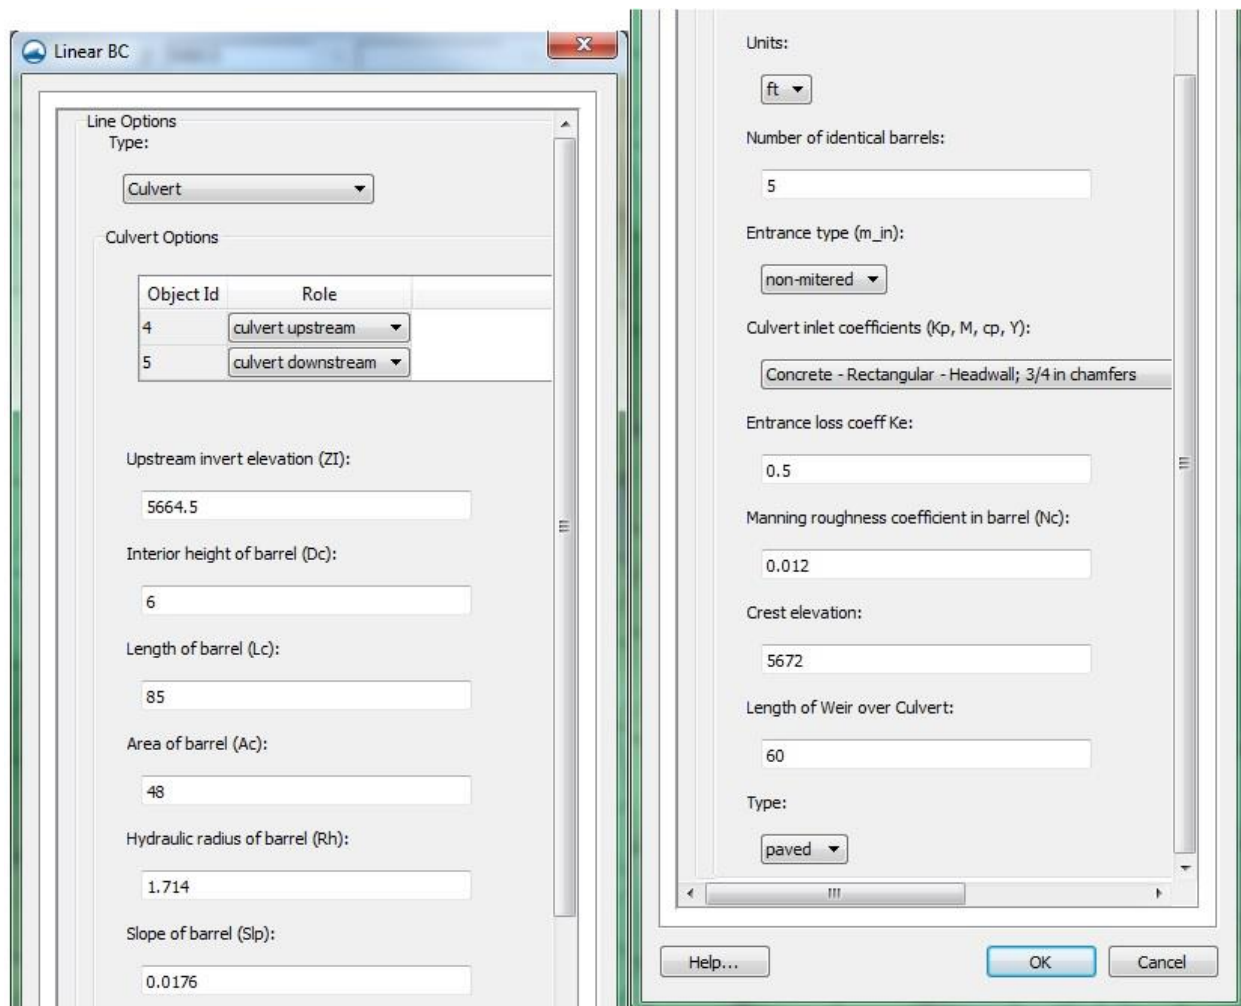 Linear BC
Line Options
Type:
Culvert
Culvert Options
Object Id Role
4 culvert upstream
5 culvert downstream
Upstream invert elevation (ZI):
5664.5
Interior height of barrel (Dc):
6
Length of barrel (Lc):
85
Area of barrel (Ac):
48
Hydraulic radius of barrel (Rh):
1.714
Slope of barrel (Slp):
0.0176
Units:
ft
Number of identical barrels:
5
Entrance type (m_in):
non-mitered
Culvert inlet coefficients (Kp, M, cp, Y):
Concrete - Rectangular - Headwall; 3/4 in chamfers
Entrance loss coeff Ke:
0.5
Manning roughness coefficient in barrel (Nc):
0.012
Crest elevation:
5672
Length of Weir over Culvert:
60
Type:
paved
Help...
OK
Cancel